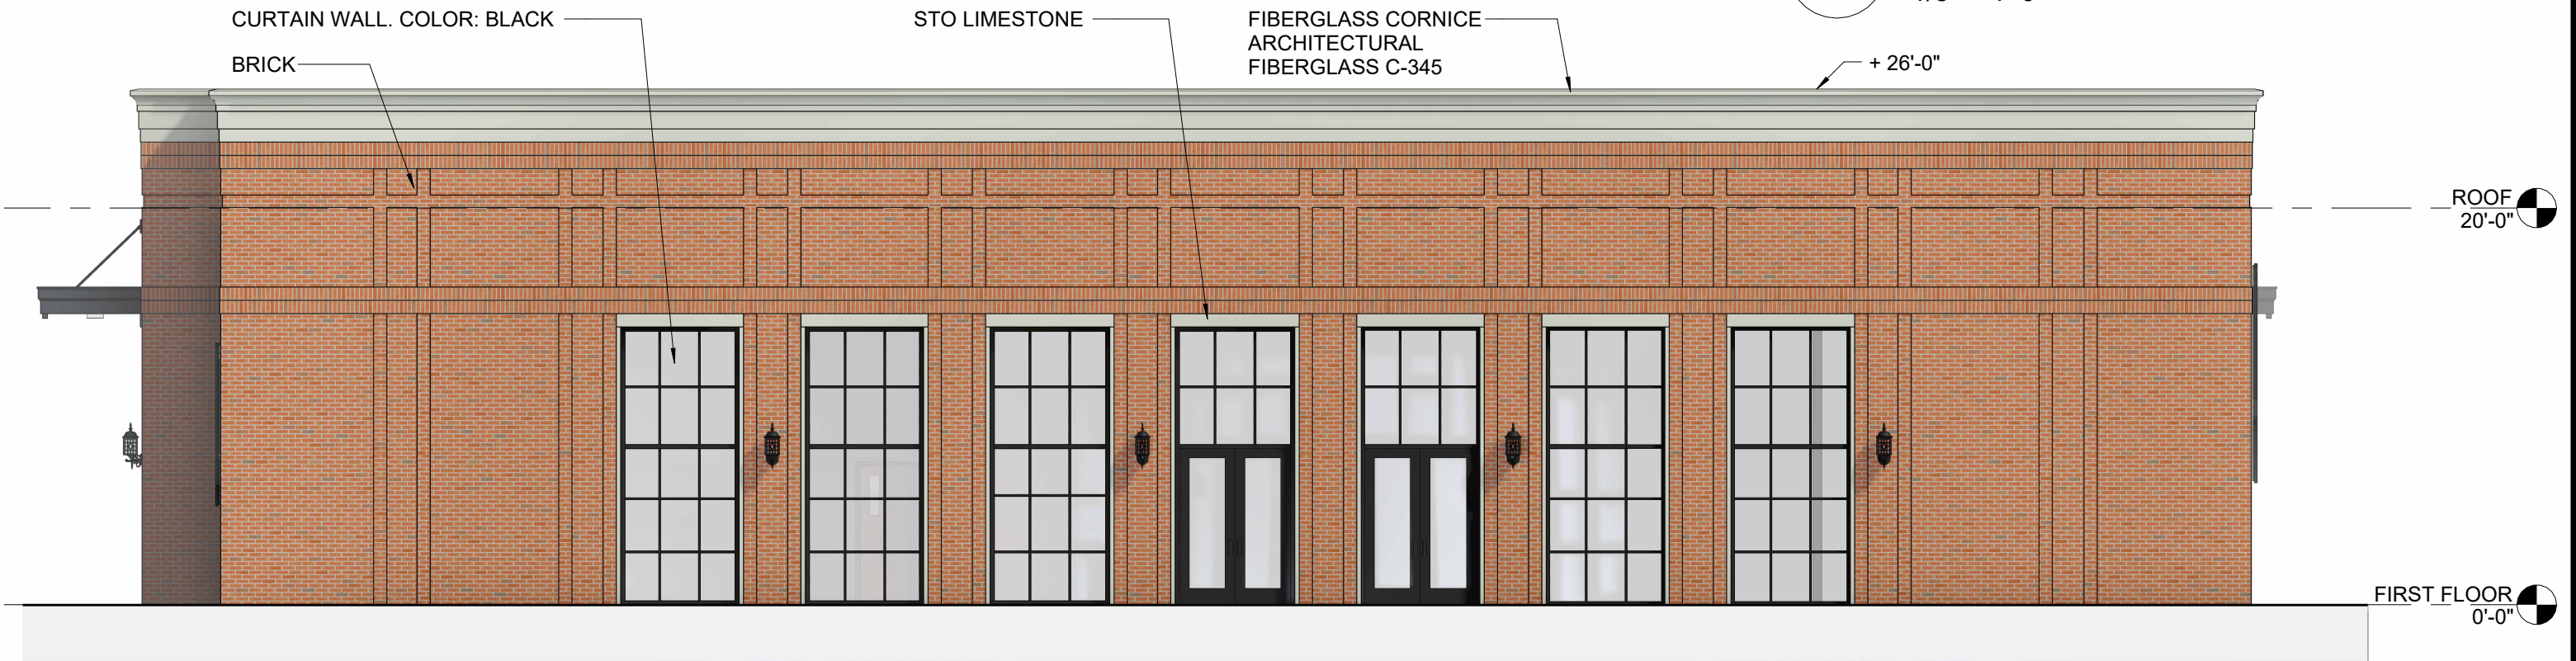 CURTAIN WALL. COLOR: BLACK
STO LIMESTONE
FIBERGLASS CORNICE
ARCHITECTURAL
FIBERGLASS C-345
BRICK
+ 26'-0"
ROOF
20'-0"
FIRST FLOOR
0'-0"